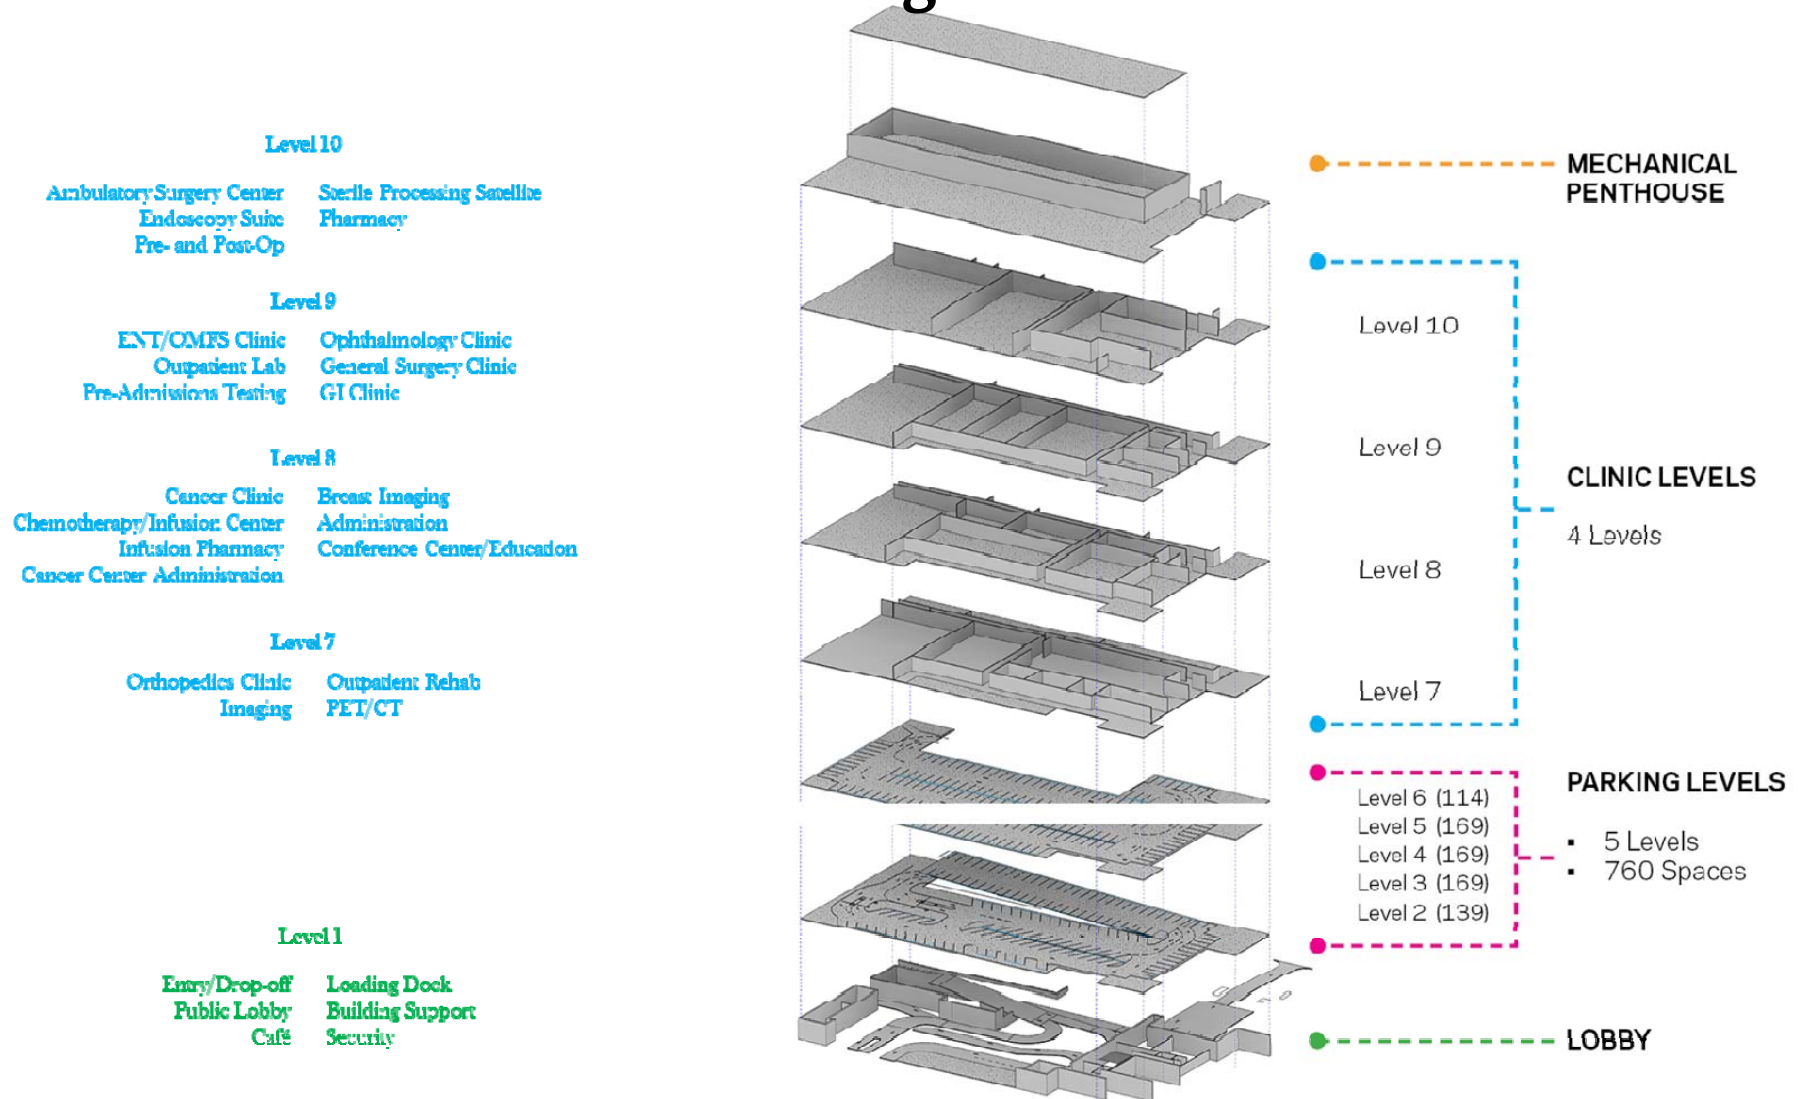 Level 10
Ambulatory Surgery Center
Endoscopy Suite
Pre- and Post-Op
Sterile Processing Satellite
Pharmacy
Level 9
ENT/OMFS Clinic
Outpatient Lab
Pre-Admissions Testing
Ophthalmology Clinic
General Surgery Clinic
GI Clinic
Level 8
Cancer Clinic
Chemotherapy/Infusion Center
Infusion Pharmacy
Cancer Center Administration
Breast Imaging
Administration
Conference Center/Education
Level 7
Orthopedics Clinic
Imaging
Outpatient Rehab
PET/CT
Level 1
Entry/Drop-off
Public Lobby
Café
Loading Dock
Building Support
Security
MECHANICAL
PENTHOUSE
Level 10
Level 9
Level 8
Level 7
CLINIC LEVELS
4 Levels
Level 6 (114)
Level 5 (169)
Level 4 (169)
Level 3 (169)
Level 2 (139)
PARKING LEVELS
▪ 5 Levels
▪ 760 Spaces
LOBBY